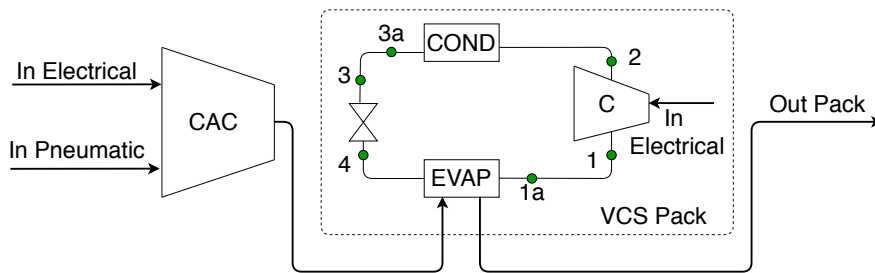 3a
COND
2
In Electrical
3
C
Out Pack
CAC
In
Electrical
In Pneumatic
4
EVAP
1
1a
VCS Pack